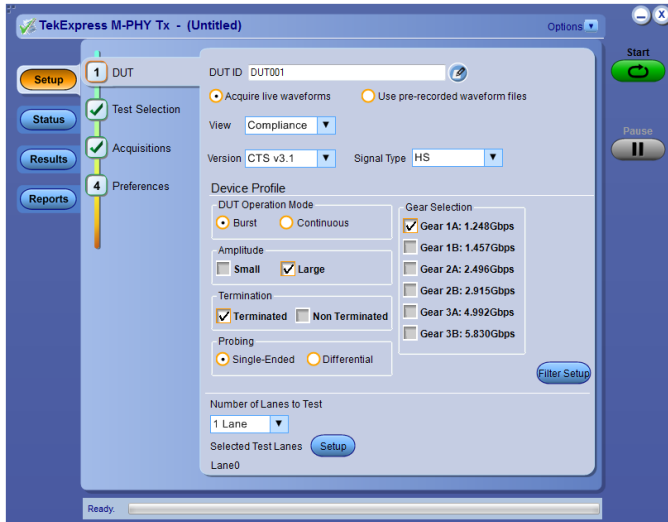 TekExpress M-PHY Tx - (Untitled)
Options
X
Start
Setup
1 DUT
DUT ID DUT001
Acquire live waveforms Use pre-recorded waveform files
Status
Test Selection
View Compliance
Pause
Results
Acquisitions
Version CTS v3.1 Signal Type HS
Reports
4 Preferences
Device Profile
DUT Operation Mode
Burst Continuous
Amplitude
Small Large
Termination
Terminated Non Terminated
Probing
Single-Ended Differential
Gear Selection
Gear 1A: 1.248Gbps
Gear 1B: 1.457Gbps
Gear 2A: 2.496Gbps
Gear 2B: 2.915Gbps
Gear 3A: 4.992Gbps
Gear 3B: 5.830Gbps
Filter Setup
Number of Lanes to Test
1 Lane
Selected Test Lanes Setup
Lane0
Ready.